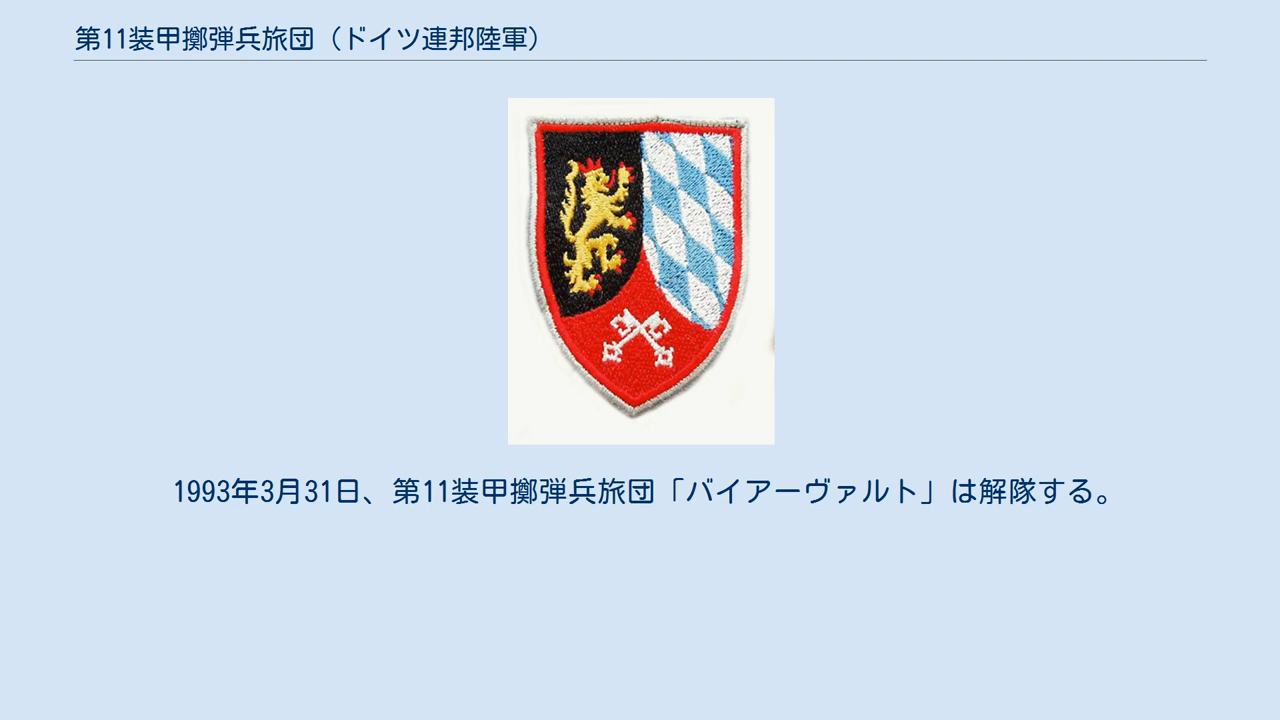 第11装甲擲弾兵旅団（ドイツ連邦陸軍）
1993年3月31日、第11装甲擲弾兵旅団「バイアーヴァルト」は解隊する。